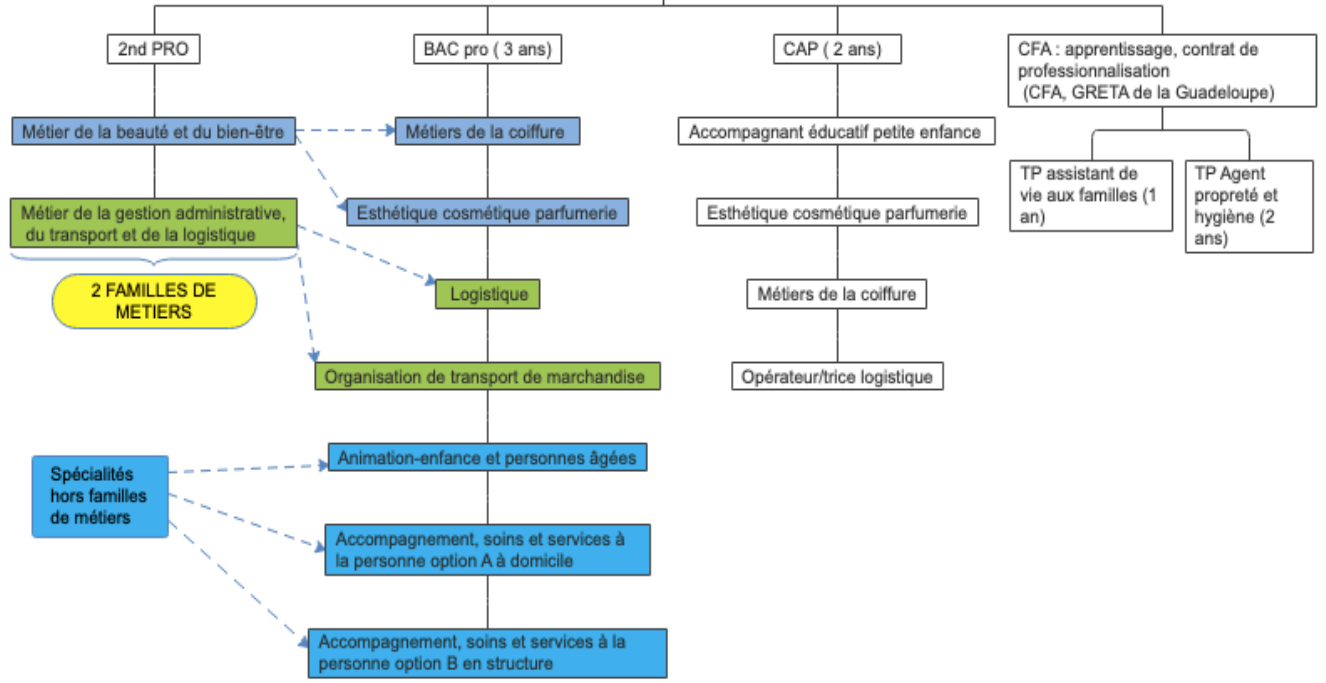 2nd PRO
BAC pro ( 3 ans)
CAP ( 2 ans)
CFA : apprentissage, contrat de
professionnalisation
(CFA, GRETA de la Guadeloupe)
Métier de la beauté et du bien-être
Métiers de la coiffure
Accompagnant éducatif petite enfance
TP assistant de
vie aux familles (1
an)
TP Agent
propreté et
hygiène (2
ans)
Métier de la gestion administrative,
du transport et de la logistique
Esthétique cosmétique parfumerie
Esthétique cosmétique parfumerie
2 FAMILLES DE
METIERS
Logistique
Métiers de la coiffure
Organisation de transport de marchandise
Opérateur/trice logistique
Spécialités
hors familles
de métiers
Animation-enfance et personnes âgées
Accompagnement, soins et services à
la personne option A à domicile
Accompagnement, soins et services à la
personne option B en structure